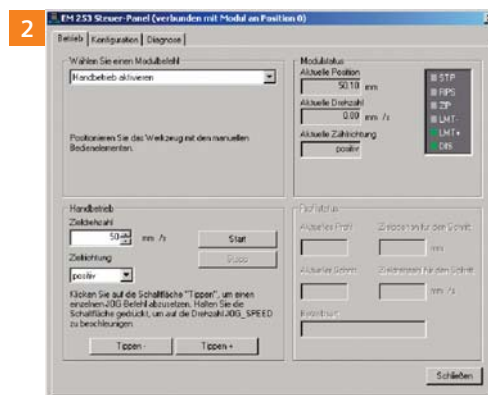 2
EM 253 Steuer-Panel (verbunden mit Modul an Position 0)
Betrieb
Konfiguration
Diagnose
Wählen Sie einen Modulbefehl
Handbetrieb aktivieren
Positionieren Sie das Werkzeug mit den manuellen
Bedienelementen.
Modulstatus
Aktuelle Position
50.10 mm
Aktuelle Drehzahl
0.00 mm /s
Aktuelle Zählrichtung
positiv
STP
RPS
ZP
LMT-
LMT+
DIS
Handbetrieb
Zieldrehzahl
50 mm /s
Start
Stopp
Zielrichtung
positiv
Klicken Sie auf die Schaltfläche "Tippen", um einen
einzelnen JOG Befehl abzusetzen. Halten Sie die
Schaltfläche gedrückt, um auf die Drehzahl JOG_SPEED
zu beschleunigen.
Tippen -
Tippen +
Profilstatus
Aktuelles Profil
Zielposition für den Schritt
mm
Aktueller Schritt
Zieldrehzahl für den Schritt
mm /s
Schließen